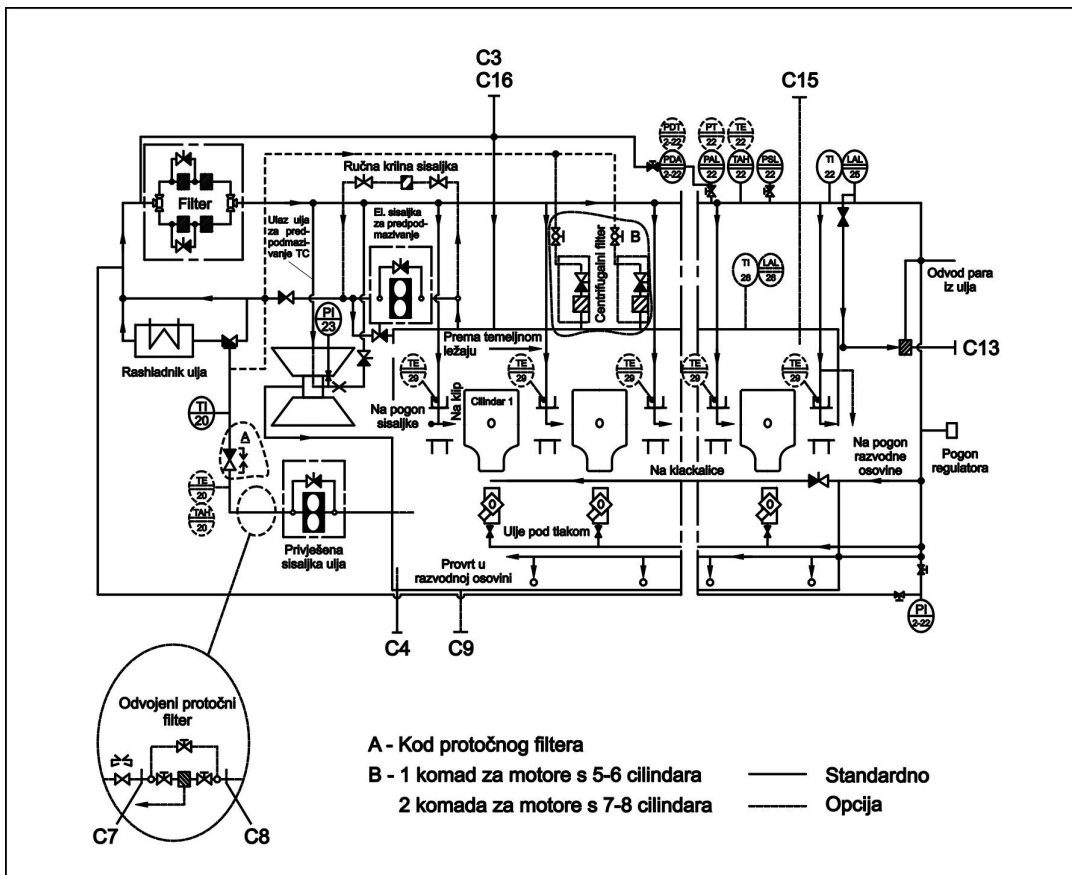 C3
C16
C15
PDT
2-22
PT
22
TE
22
PDA
2-22
PAL
22
TAH
22
PSL
22
TI
22
LAL
25
Ručna krilna sisaljka
Filter
Ulaz ulja
za pred-
podmazi-
vanje TC
El. sisaljka
za predpod-
mazivanje
B
Centrifugalni filter
TI
28
LAL
28
Odvod para
iz ulja
PI
23
Prema temeljnom
ležaju
C13
Rashladnik ulja
TE
29
TE
29
TE
29
TE
29
TE
29
Na klip
Cilindar 1
Na pogon
sisaljke
TI
20
A
Na klackalice
Na pogon
razvodne
osovine
Pogon
regulatora
TE
20
TAH
20
Ulje pod tlakom
Privješena
sisaljka ulja
Provrt u
razvodnoj osovini
PI
2-22
C4
C9
Odvojeni protočni
filter
C7
C8
A - Kod protočnog filtera
B - 1 komad za motore s 5-6 cilindara
2 komada za motore s 7-8 cilindara
Standardno
Opcija